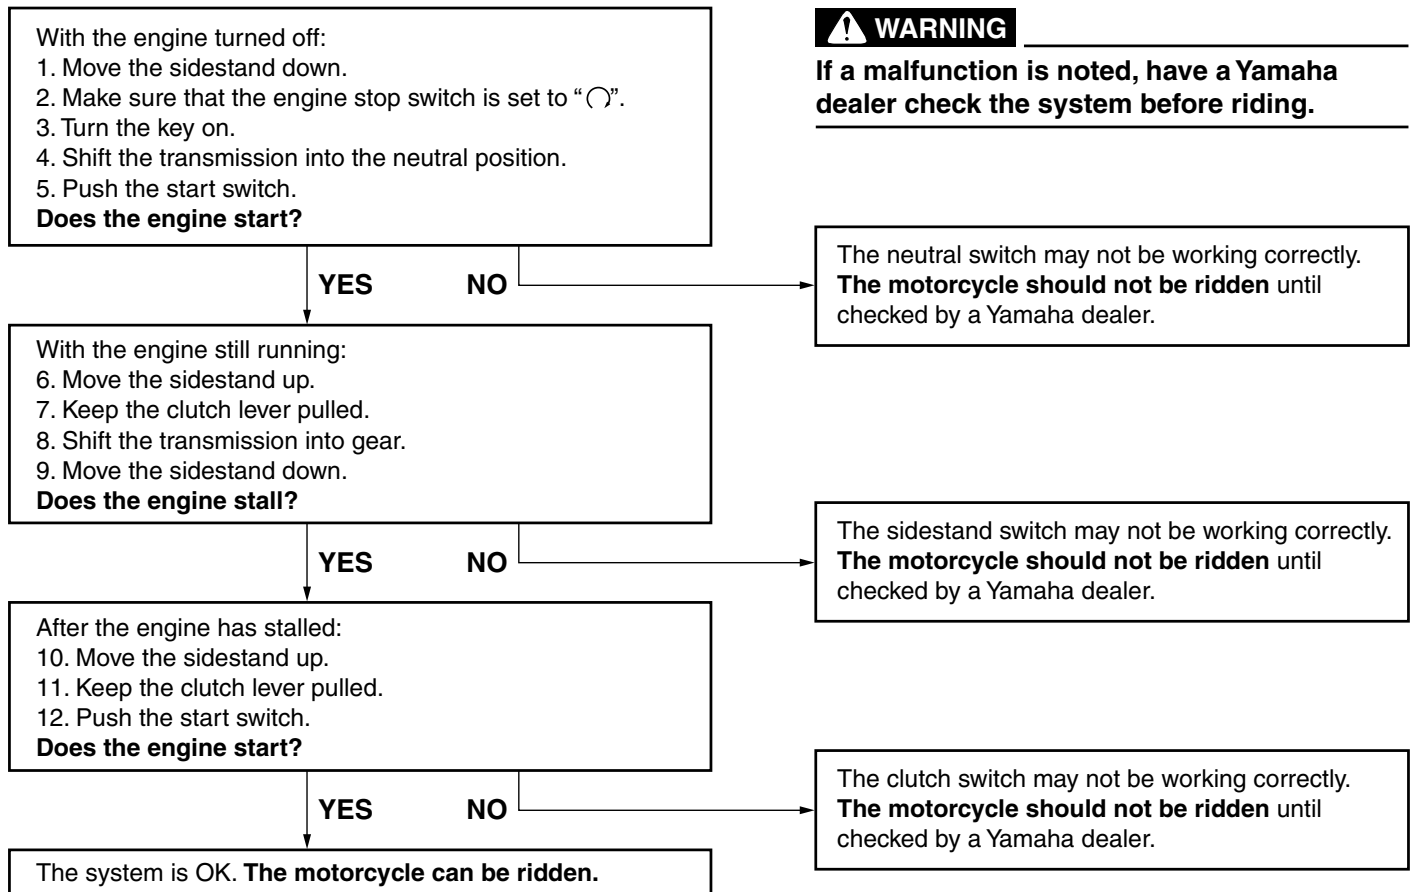 With the engine turned off:
1. Move the sidestand down.
2. Make sure that the engine stop switch is set to “ ”.
3. Turn the key on.
4. Shift the transmission into the neutral position.
5. Push the start switch.
Does the engine start?
WARNING
If a malfunction is noted, have a Yamaha
dealer check the system before riding.
YES NO
The neutral switch may not be working correctly.
The motorcycle should not be ridden until
checked by a Yamaha dealer.
With the engine still running:
6. Move the sidestand up.
7. Keep the clutch lever pulled.
8. Shift the transmission into gear.
9. Move the sidestand down.
Does the engine stall?
YES NO
The sidestand switch may not be working correctly.
The motorcycle should not be ridden until
checked by a Yamaha dealer.
After the engine has stalled:
10. Move the sidestand up.
11. Keep the clutch lever pulled.
12. Push the start switch.
Does the engine start?
YES NO
The clutch switch may not be working correctly.
The motorcycle should not be ridden until
checked by a Yamaha dealer.
The system is OK. The motorcycle can be ridden.